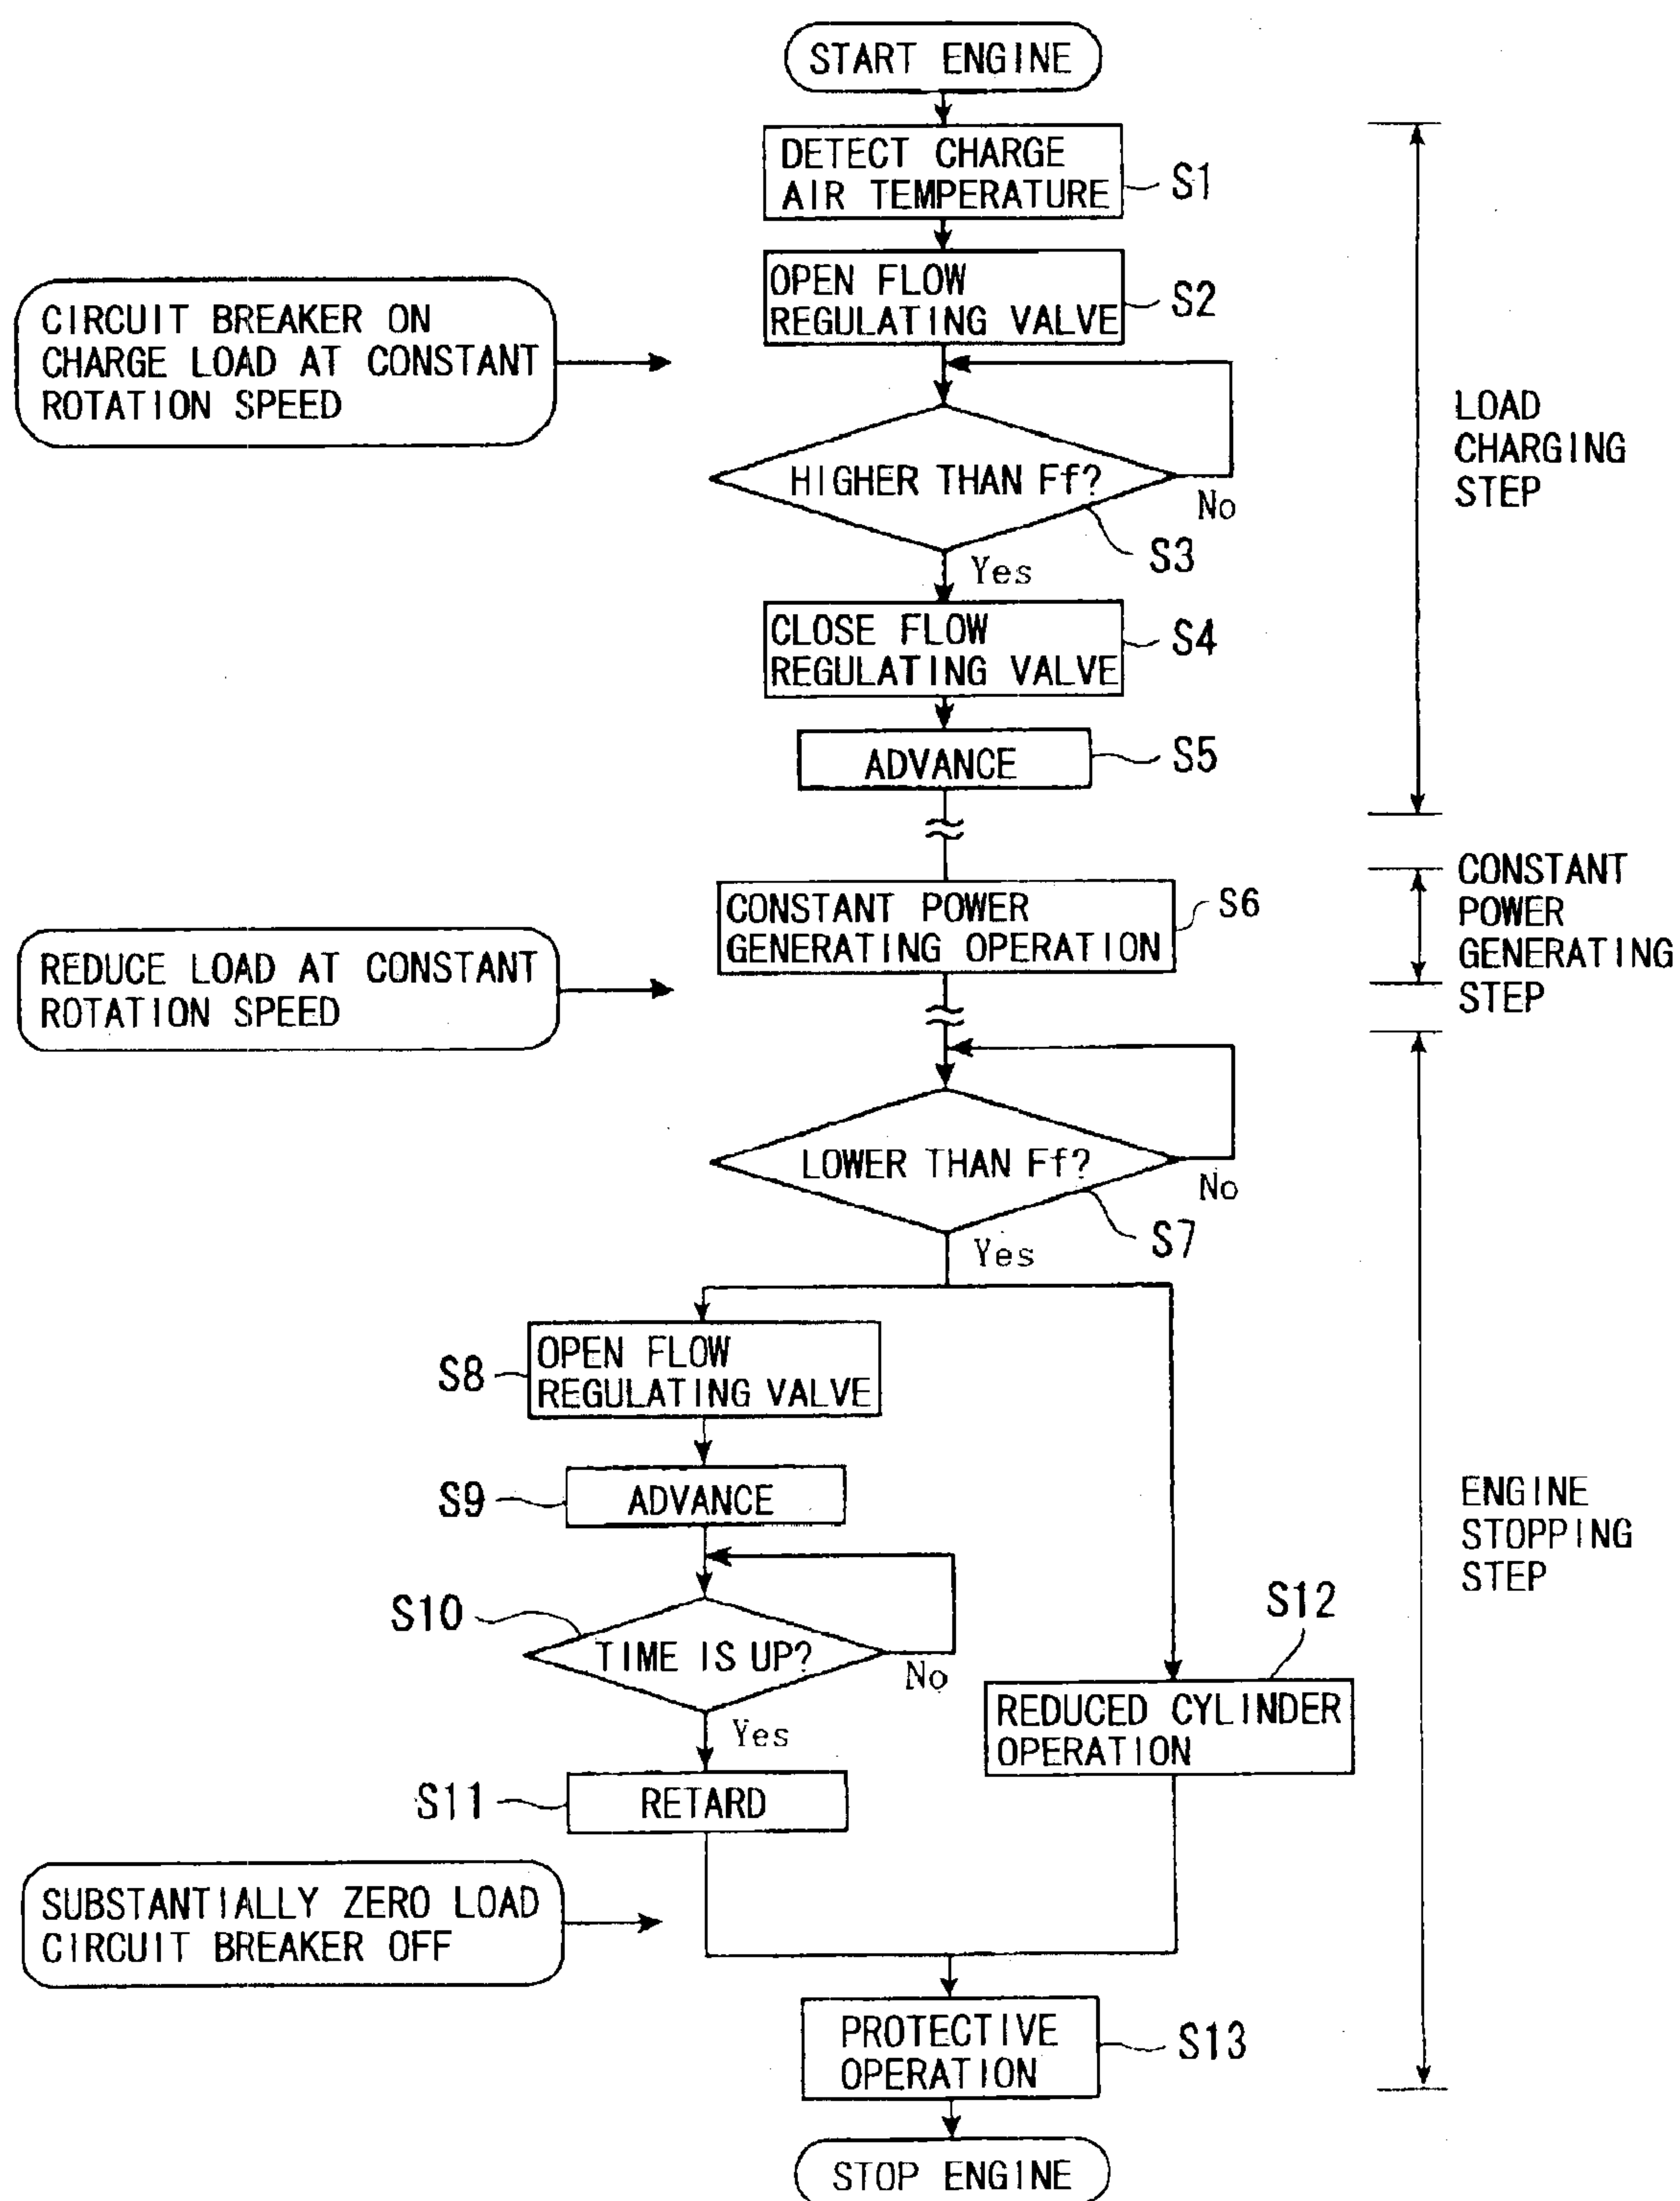 START ENGINE
DETECT CHARGE
AIR TEMPERATURE
S1
OPEN FLOW
REGULATING VALVE
S2
CIRCUIT BREAKER ON
CHARGE LOAD AT CONSTANT
ROTATION SPEED
HIGHER THAN Ff?
No
S3
Yes
LOAD
CHARGING
STEP
CLOSE FLOW
REGULATING VALVE
S4
ADVANCE
S5
CONSTANT POWER
GENERATING OPERATION
S6
CONSTANT
POWER
GENERATING
STEP
REDUCE LOAD AT CONSTANT
ROTATION SPEED
LOWER THAN Ff?
No
S7
Yes
S8
OPEN FLOW
REGULATING VALVE
S9
ADVANCE
ENGINE
STOPPING
STEP
S10
TIME IS UP?
No
Yes
S12
REDUCED CYLINDER
OPERATION
S11
RETARD
SUBSTANTIALLY ZERO LOAD
CIRCUIT BREAKER OFF
PROTECTIVE
OPERATION
S13
STOP ENGINE